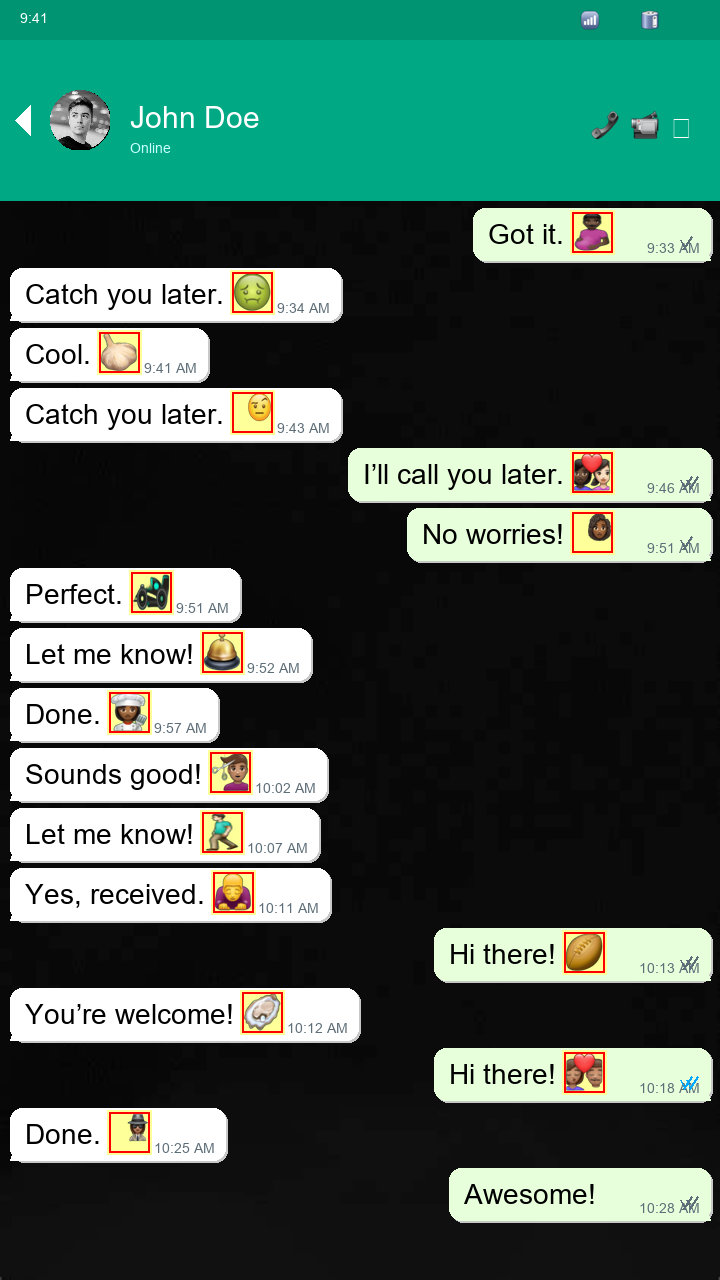 9:41
John Doe
Online
Got it. 9:33 AM
Catch you later. 9:34 AM
Cool. 9:41 AM
Catch you later. 9:43 AM
I’ll call you later. 9:46 AM
No worries! 9:51 AM
Perfect. 9:51 AM
Let me know! 9:52 AM
Done. 9:57 AM
Sounds good! 10:02 AM
Let me know! 10:07 AM
Yes, received. 10:11 AM
Hi there! 10:13 AM
You’re welcome! 10:12 AM
Hi there! 10:18 AM
Done. 10:25 AM
Awesome! 10:28 AM